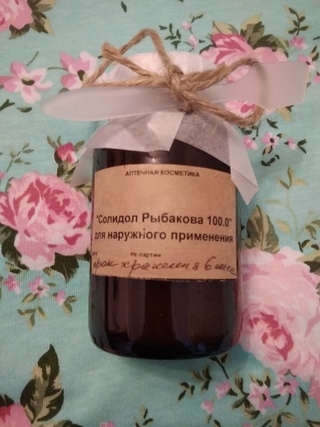 АПТЕЧНАЯ КОСМЕТИКА
"Солидол Рыбакова 100.0"
для наружного применения
№ партии
срок хранения 6 мес